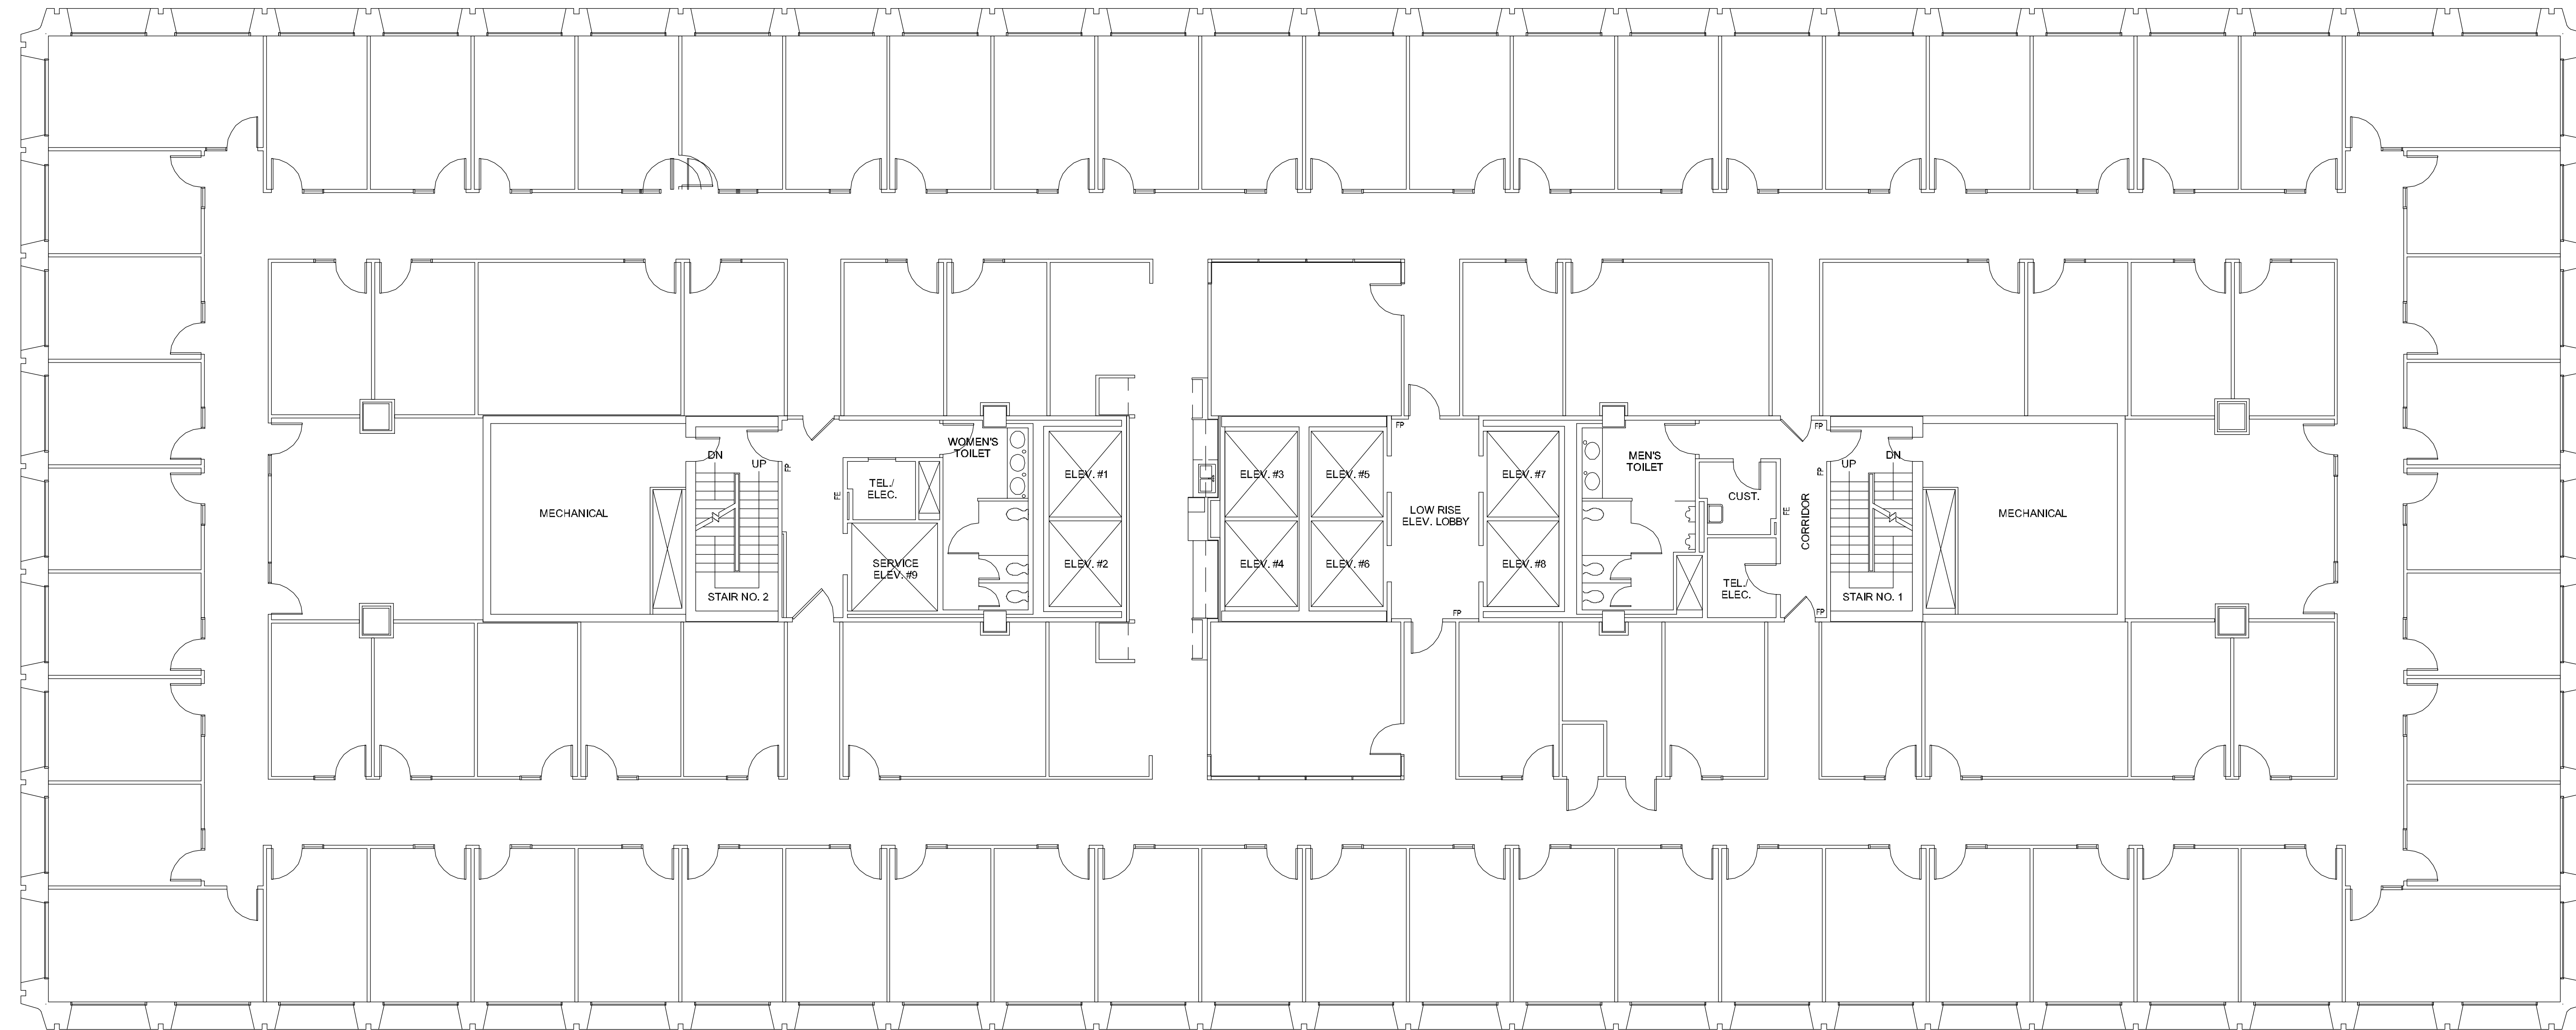 FP
FP
WOMEN'S
TOILET
DN
UP
FP
TEL./
ELEC.
FE
MECHANICAL
SERVICE
ELEV. #9
STAIR NO. 2
ELEV. #1
ELEV. #2
ELEV. #3
ELEV. #5
ELEV. #4
ELEV. #6
LOW RISE
ELEV. LOBBY
FP
ELEV. #7
ELEV. #8
MEN'S
TOILET
CUST.
TEL./
ELEC.
FE
CORRIDOR
FP
FP
UP
DN
STAIR NO. 1
MECHANICAL